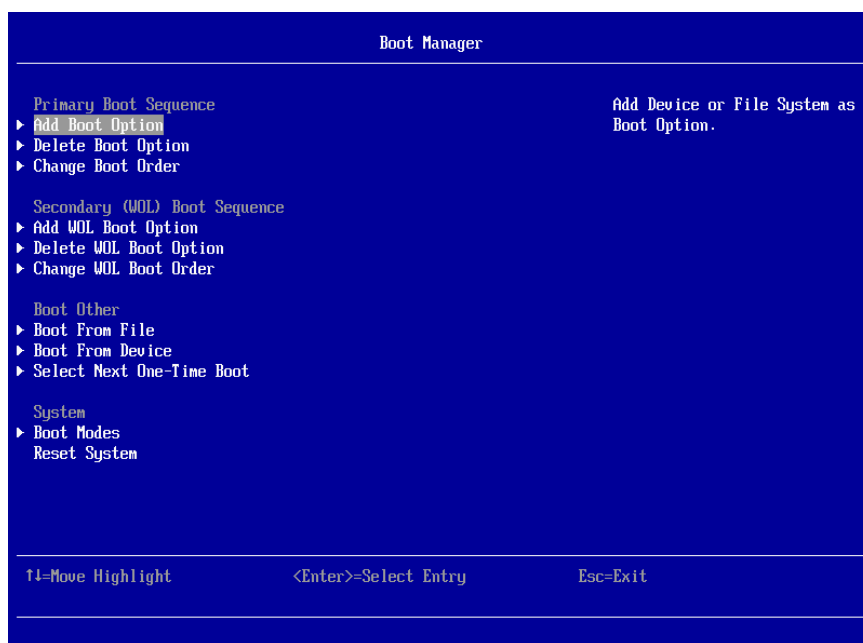 Boot Manager
Primary Boot Sequence
Add Boot Option
Delete Boot Option
Change Boot Order
Secondary (WOL) Boot Sequence
Add WOL Boot Option
Delete WOL Boot Option
Change WOL Boot Order
Boot Other
Boot From File
Boot From Device
Select Next One-Time Boot
System
Boot Modes
Reset System
Add Device or File System as
Boot Option.
↑↓=Move Highlight <Enter>=Select Entry Esc=Exit